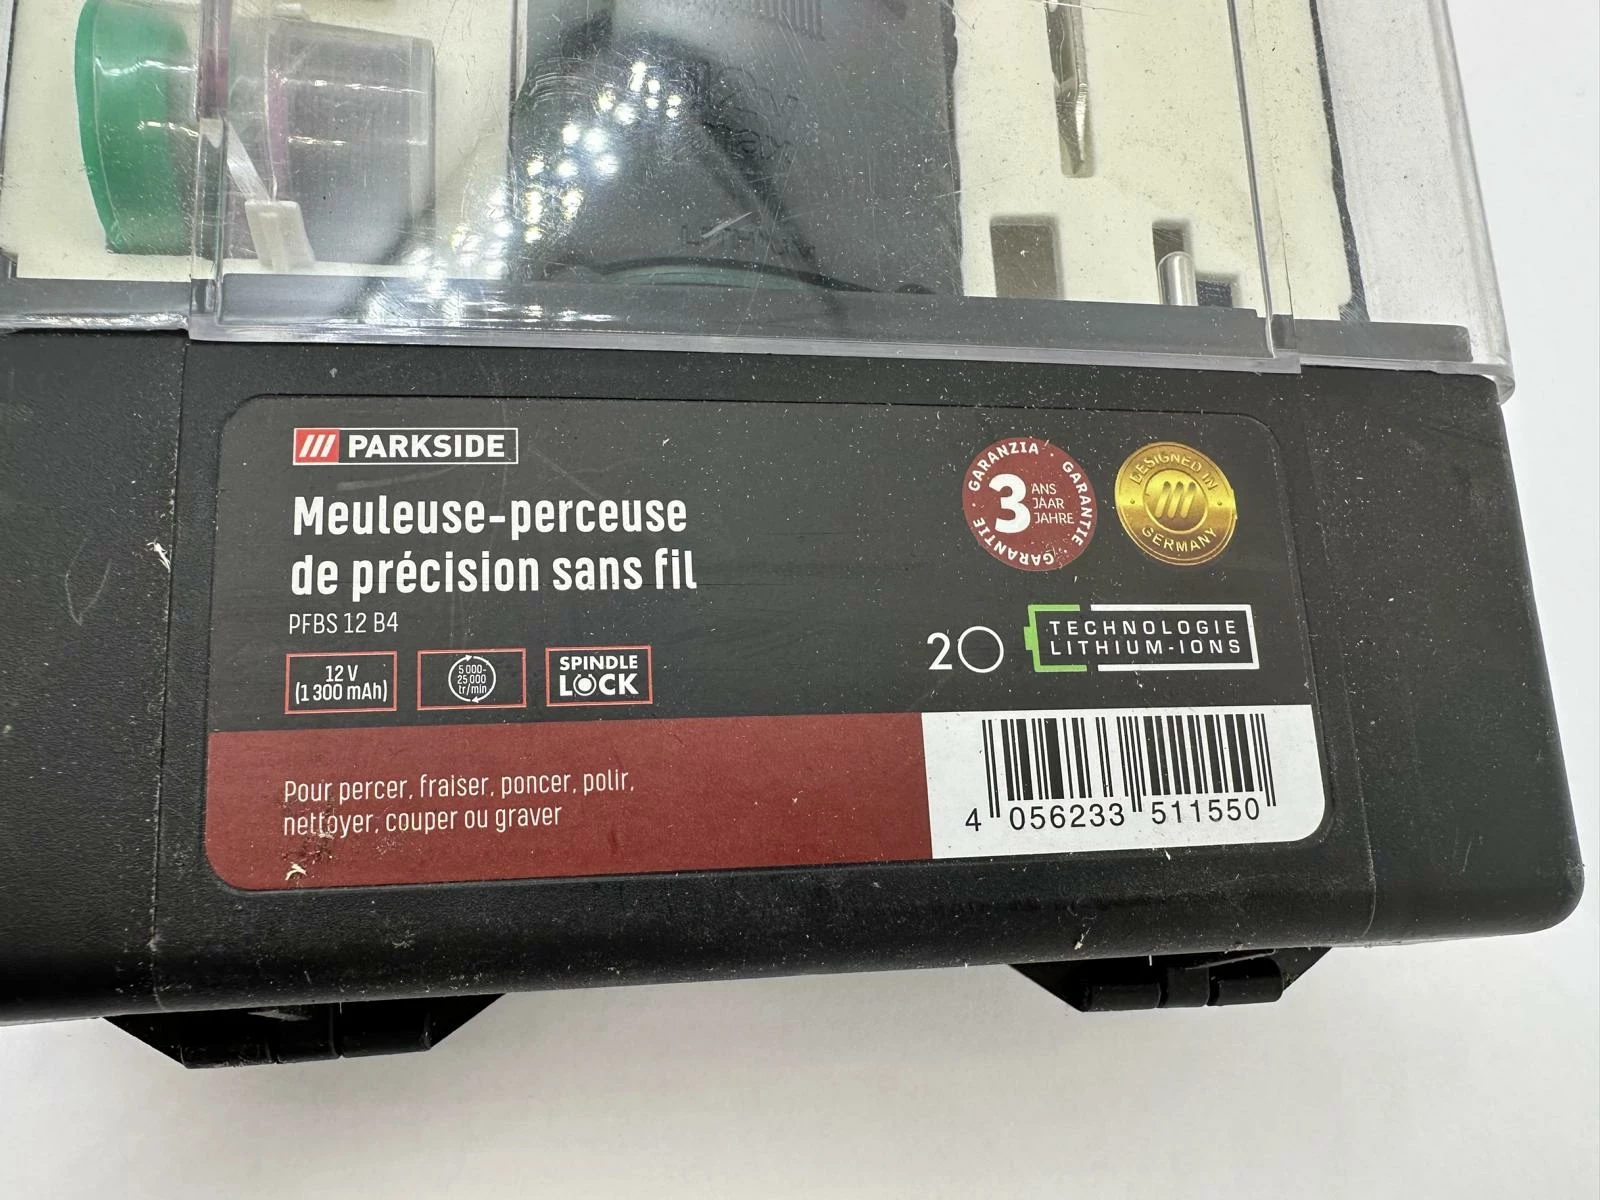 LITHIUM
PARKSIDE
Meuleuse-perceuse
de précision sans fil
PFBS 12 B4
12 V
(1 300 mAh)
5 000-
25 000
tr/min
SPINDLE
LOCK
Pour percer, fraiser, poncer, polir,
nettoyer, couper ou graver
GARANZIA · GARANTIE · GARANTIE ·
3 ANS
JAAR
JAHRE
DESIGNED IN
GERMANY
20
TECHNOLOGIE
LITHIUM-IONS
4 056233 511550